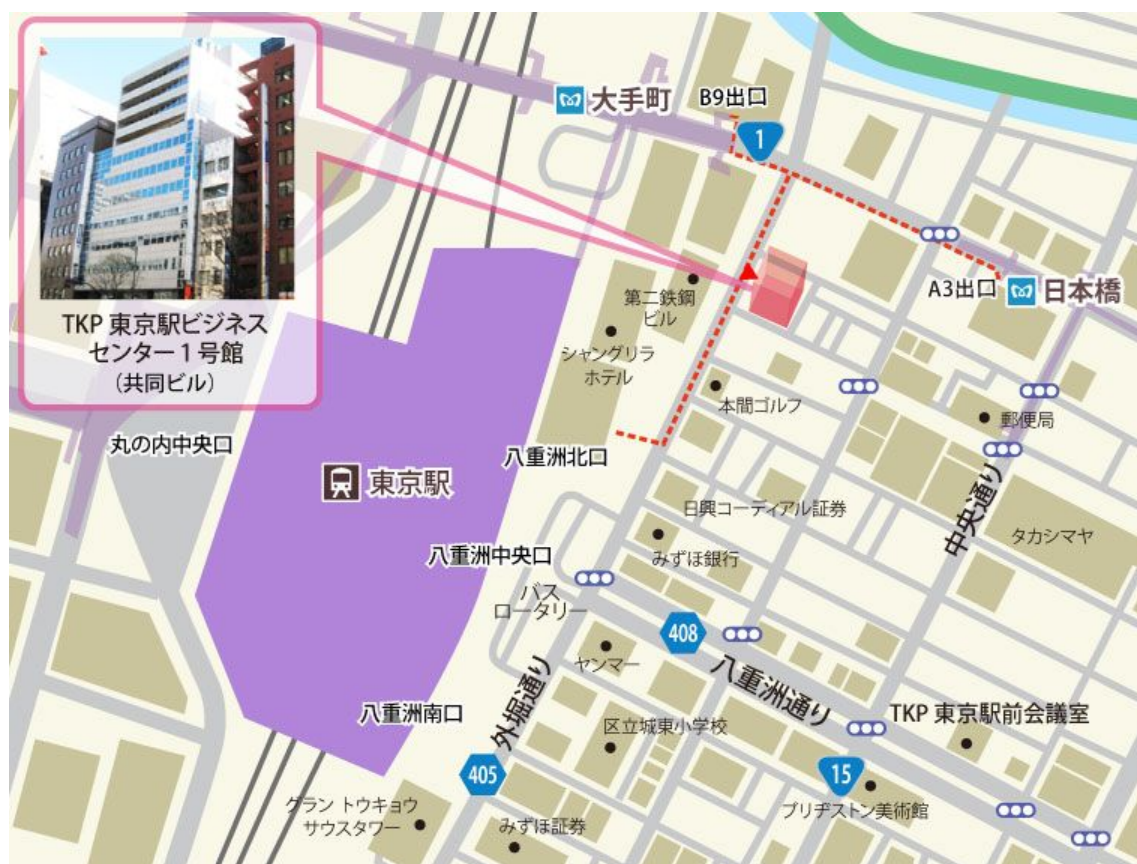 TKP 東京駅ビジネス
センター1号館
(共同ビル)
大手町
B9出口
1
A3出口
日本橋
第二鉄鋼
ビル
シャングリラ
ホテル
本間ゴルフ
郵便局
丸の内中央口
東京駅
八重洲北口
日興コーディアル証券
中央通り
タカシマヤ
八重洲中央口
みずほ銀行
バス
ロータリー
408
ヤンマー
八重洲通り
TKP 東京駅前会議室
八重洲南口
外堀通り
区立城東小学校
405
15
ブリヂストン美術館
グラン トウキョウ
サウスタワー
みずほ証券